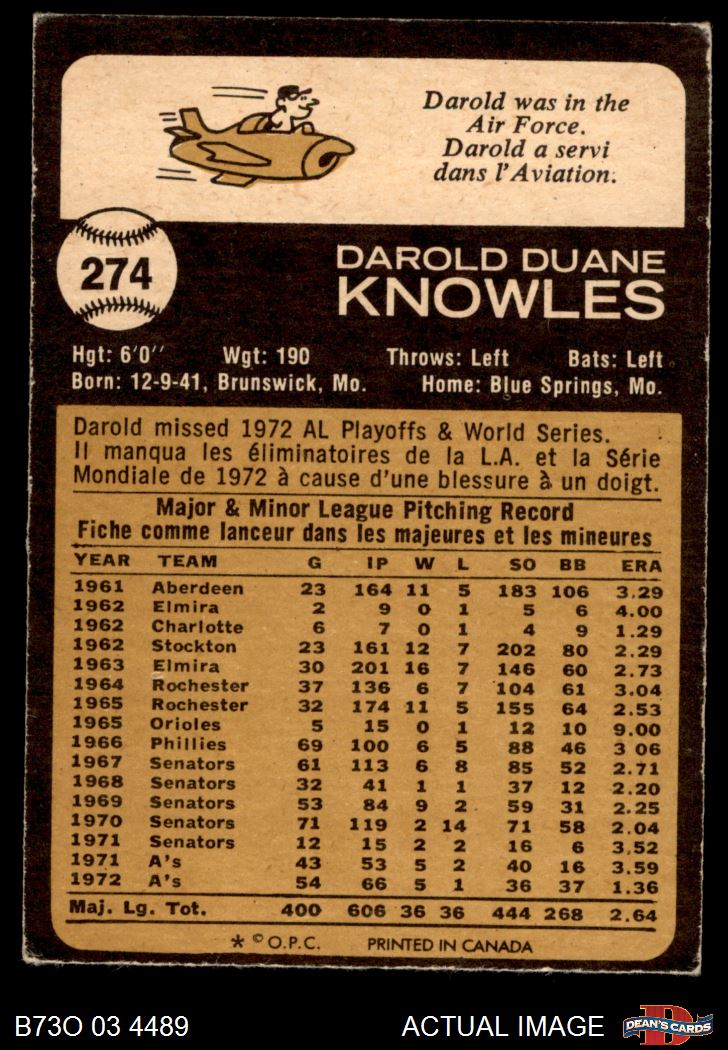 Darold was in the
Air Force.
Darold a servi
dans l'Aviation.
274
DAROLD DUANE
KNOWLES
Hgt: 6'0" Wgt: 190 Throws: Left Bats: Left
Born: 12-9-41, Brunswick, Mo. Home: Blue Springs, Mo.
Darold missed 1972 AL Playoffs & World Series.
Il manqua les éliminatoires de la L.A. et la Série
Mondiale de 1972 à cause d'une blessure à un doigt.
Major & Minor League Pitching Record
Fiche comme lanceur dans les majeures et les mineures
YEAR TEAM G IP W L SO BB ERA
1961 Aberdeen 23 164 11 5 183 106 3.29
1962 Elmira 2 9 0 1 5 6 4.00
1962 Charlotte 6 7 0 1 4 9 1.29
1962 Stockton 23 161 12 7 202 80 2.29
1963 Elmira 30 201 16 7 146 60 2.73
1964 Rochester 37 136 6 7 104 61 3.04
1965 Rochester 32 174 11 5 155 64 2.53
1965 Orioles 5 15 0 1 12 10 9.00
1966 Phillies 69 100 6 5 88 46 3 06
1967 Senators 61 113 6 8 85 52 2.71
1968 Senators 32 41 1 1 37 12 2.20
1969 Senators 53 84 9 2 59 31 2.25
1970 Senators 71 119 2 14 71 58 2.04
1971 Senators 12 15 2 2 16 6 3.52
1971 A's 43 53 5 2 40 16 3.59
1972 A's 54 66 5 1 36 37 1.36
Maj. Lg. Tot. 400 606 36 36 444 268 2.64
* © O.P.C. PRINTED IN CANADA
B73O 03 4489 ACTUAL IMAGE D DEAN'S CARDS